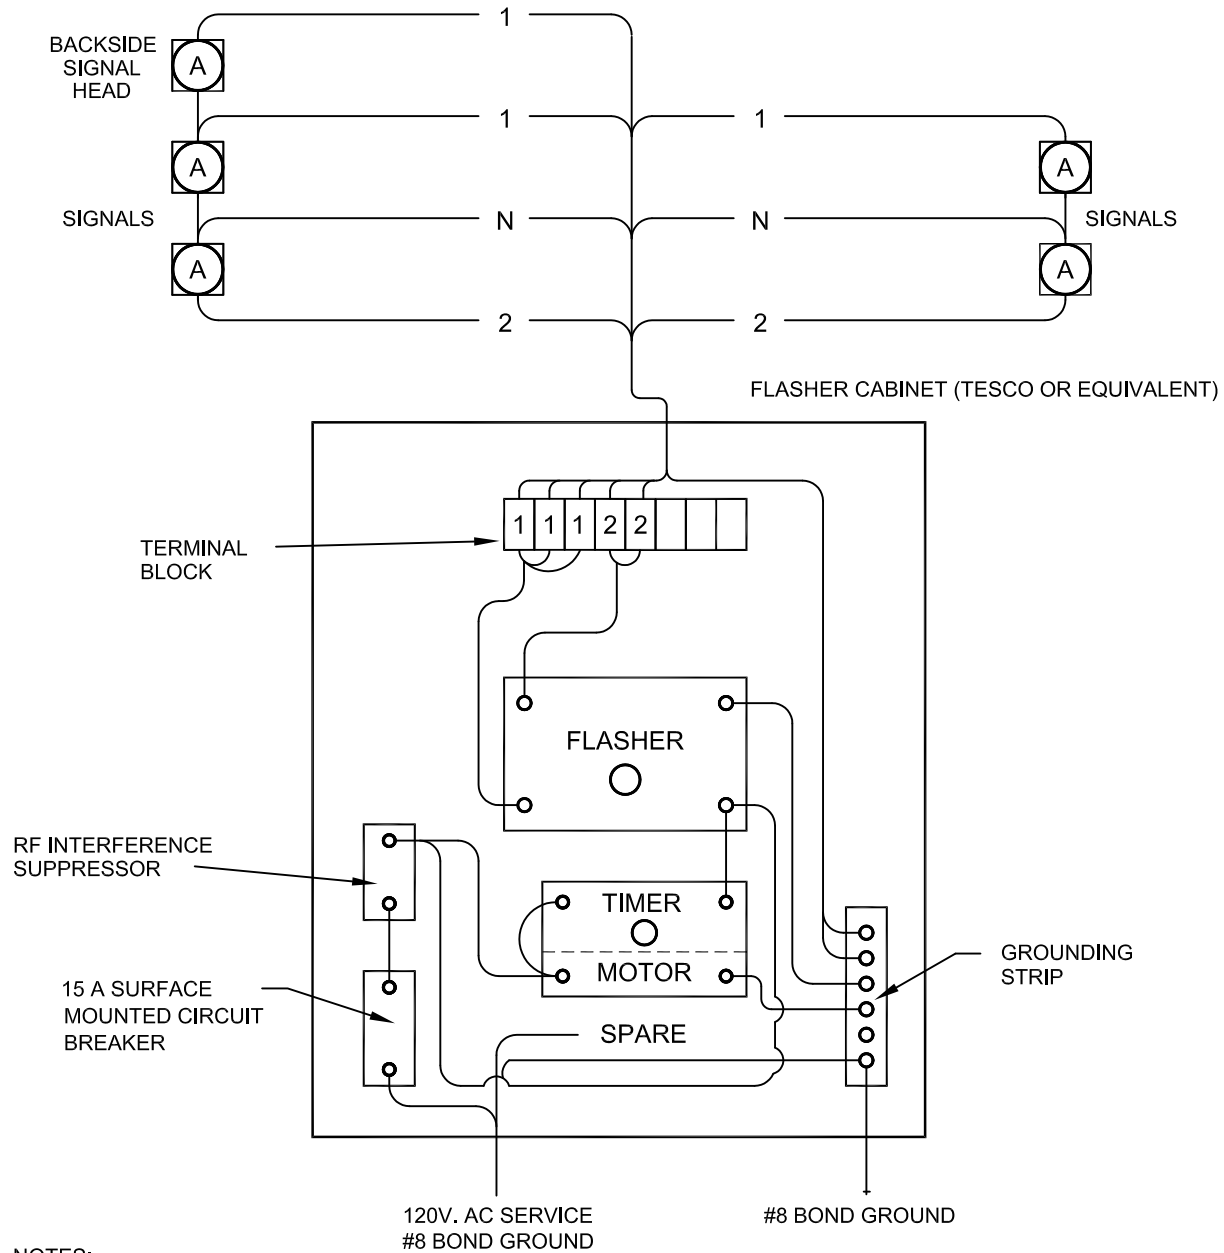 1
BACKSIDE
SIGNAL
HEAD
A
1
1
A
A
SIGNALS
N
N
SIGNALS
A
A
2
2
FLASHER CABINET (TESCO OR EQUIVALENT)
1 1 1 2 2
TERMINAL
BLOCK
FLASHER
RF INTERFERENCE
SUPPRESSOR
TIMER
MOTOR
GROUNDING
STRIP
15 A SURFACE
MOUNTED CIRCUIT
BREAKER
SPARE
120V. AC SERVICE
#8 BOND GROUND
#8 BOND GROUND
NOTES: